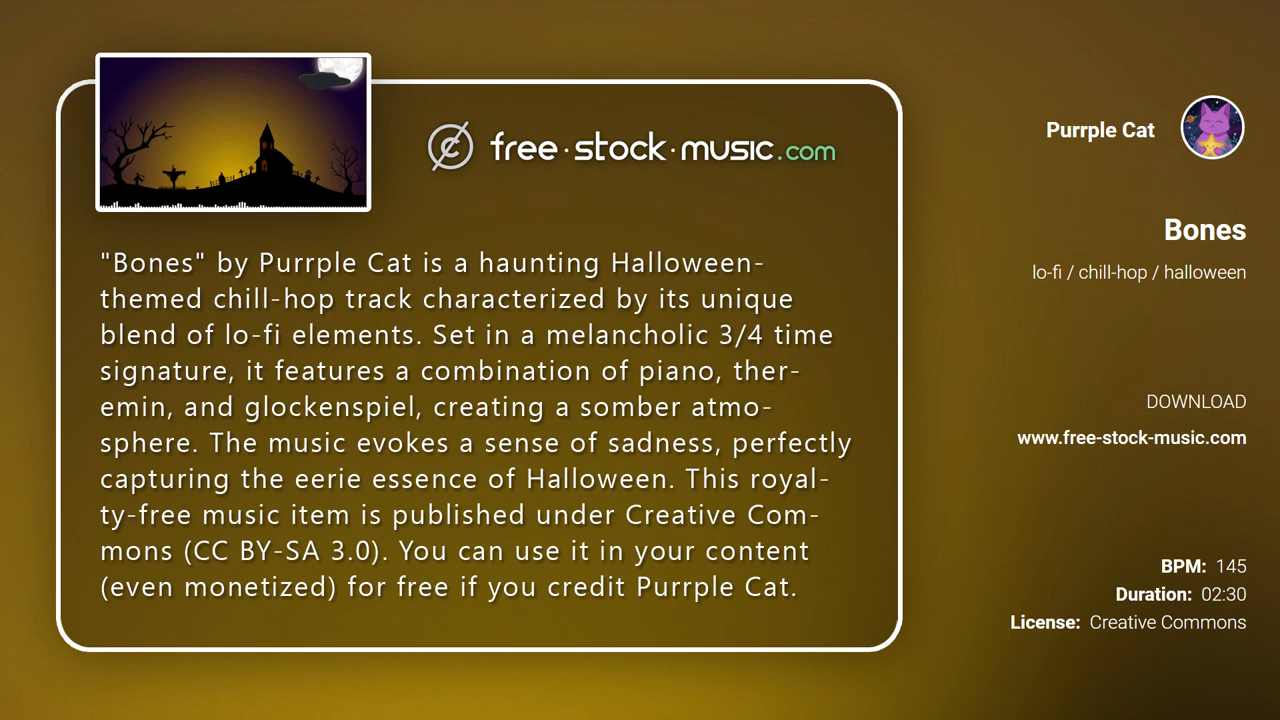 free·stock·music.com
"Bones" by Purrple Cat is a haunting Halloween-
themed chill-hop track characterized by its unique
blend of lo-fi elements. Set in a melancholic 3/4 time
signature, it features a combination of piano, ther-
emin, and glockenspiel, creating a somber atmo-
sphere. The music evokes a sense of sadness, perfectly
capturing the eerie essence of Halloween. This royal-
ty-free music item is published under Creative Com-
mons (CC BY-SA 3.0). You can use it in your content
(even monetized) for free if you credit Purrple Cat.
Purrple Cat
Bones
lo-fi / chill-hop / halloween
DOWNLOAD
www.free-stock-music.com
BPM: 145
Duration: 02:30
License: Creative Commons